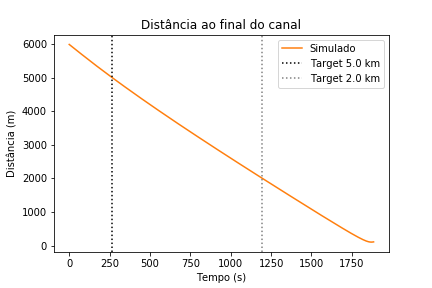 Distância ao final do canal
Simulado
Target 5.0 km
Target 2.0 km
Distância (m)
6000
5000
4000
3000
2000
1000
0
0 250 500 750 1000 1250 1500 1750
Tempo (s)